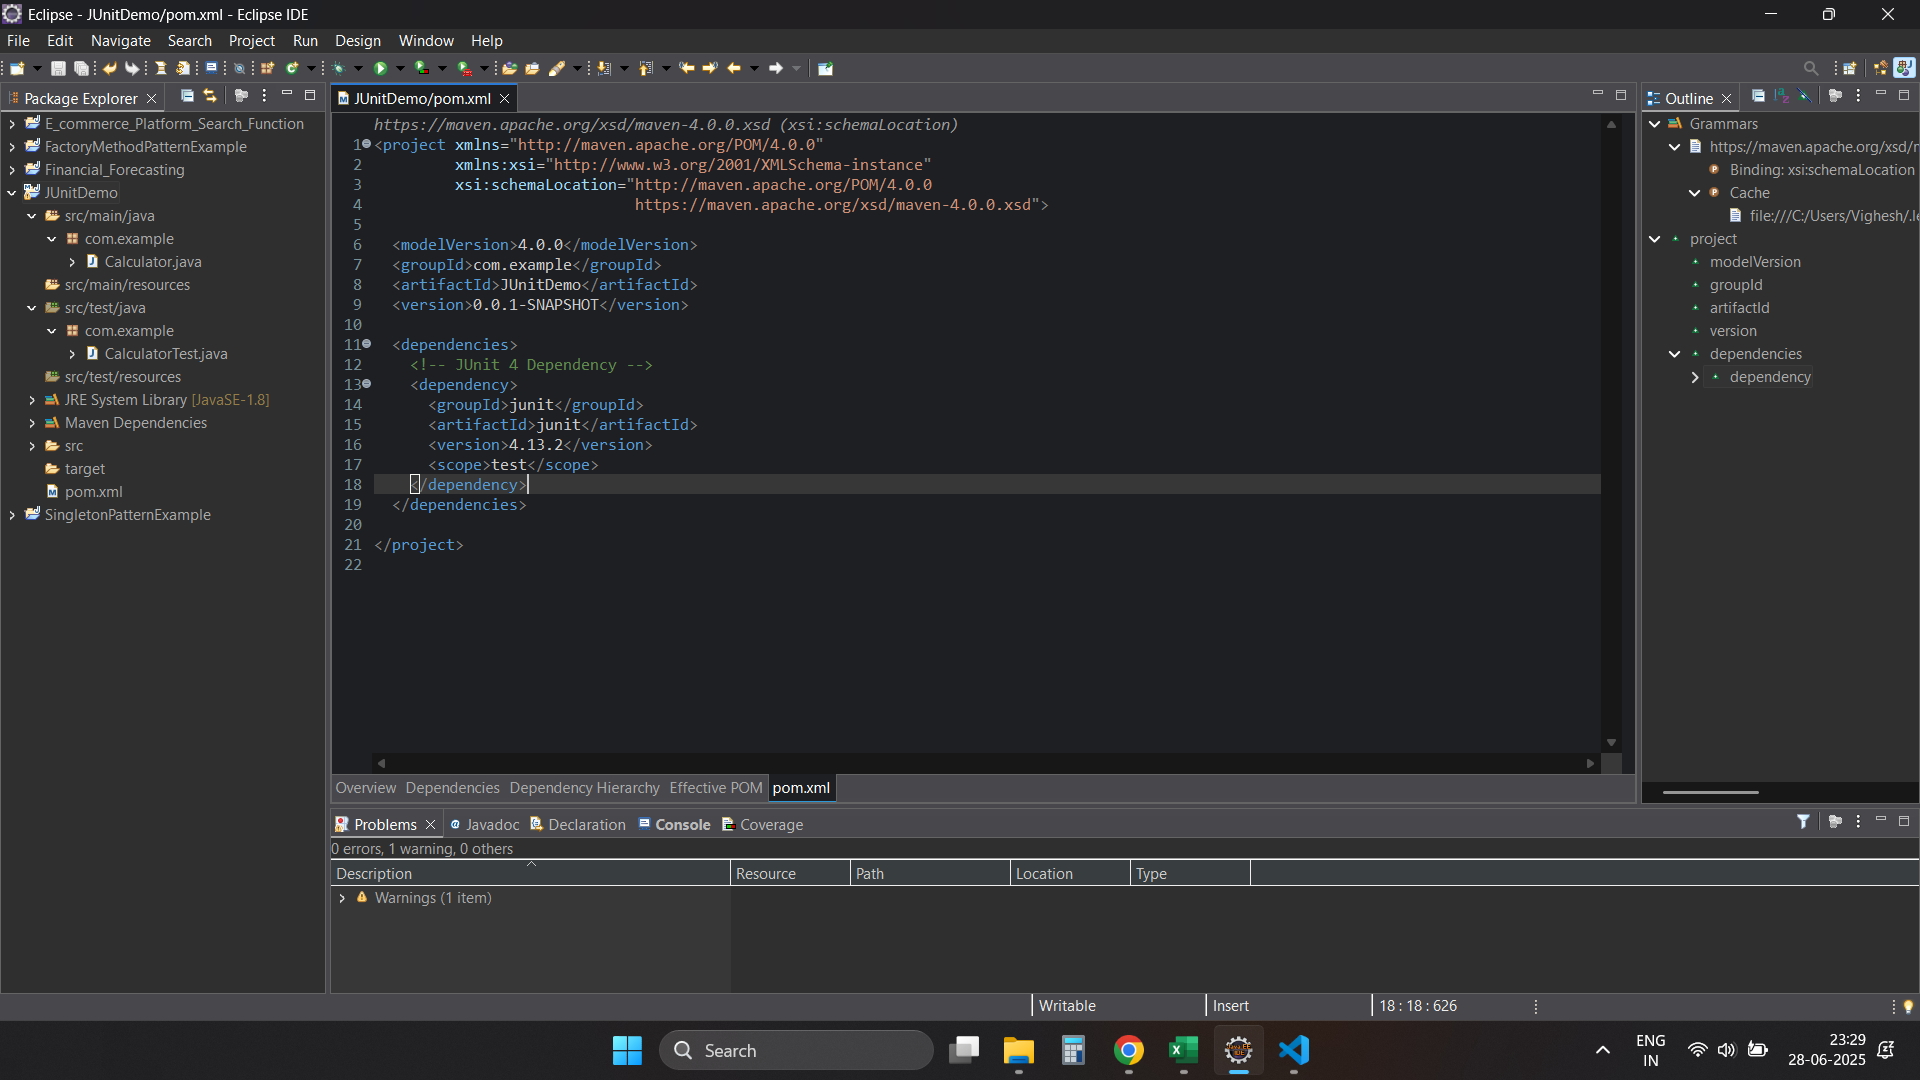 Eclipse - JUnitDemo/pom.xml - Eclipse IDE
File Edit Navigate Search Project Run Design Window Help
Package Explorer
E_commerce_Platform_Search_Function
FactoryMethodPatternExample
Financial_Forecasting
JUnitDemo
src/main/java
com.example
Calculator.java
src/main/resources
src/test/java
com.example
CalculatorTest.java
src/test/resources
JRE System Library [JavaSE-1.8]
Maven Dependencies
src
target
pom.xml
SingletonPatternExample
JUnitDemo/pom.xml
https://maven.apache.org/xsd/maven-4.0.0.xsd (xsi:schemaLocation)
1 <project xmlns="http://maven.apache.org/POM/4.0.0"
2 xmlns:xsi="http://www.w3.org/2001/XMLSchema-instance"
3 xsi:schemaLocation="http://maven.apache.org/POM/4.0.0
4 https://maven.apache.org/xsd/maven-4.0.0.xsd">
5
6 <modelVersion>4.0.0</modelVersion>
7 <groupId>com.example</groupId>
8 <artifactId>JUnitDemo</artifactId>
9 <version>0.0.1-SNAPSHOT</version>
10
11 <dependencies>
12 <!-- JUnit 4 Dependency -->
13 <dependency>
14 <groupId>junit</groupId>
15 <artifactId>junit</artifactId>
16 <version>4.13.2</version>
17 <scope>test</scope>
18 </dependency>
19 </dependencies>
20
21 </project>
22
Overview Dependencies Dependency Hierarchy Effective POM pom.xml
Outline
Grammars
https://maven.apache.org/xsd/
Binding: xsi:schemaLocation
Cache
file:///C:/Users/Vighesh/.le
project
modelVersion
groupId
artifactId
version
dependencies
dependency
Problems Javadoc Declaration Console Coverage
0 errors, 1 warning, 0 others
Description Resource Path Location Type
Warnings (1 item)
Writable Insert 18 : 18 : 626
Search
ENG
IN
23:29
28-06-2025